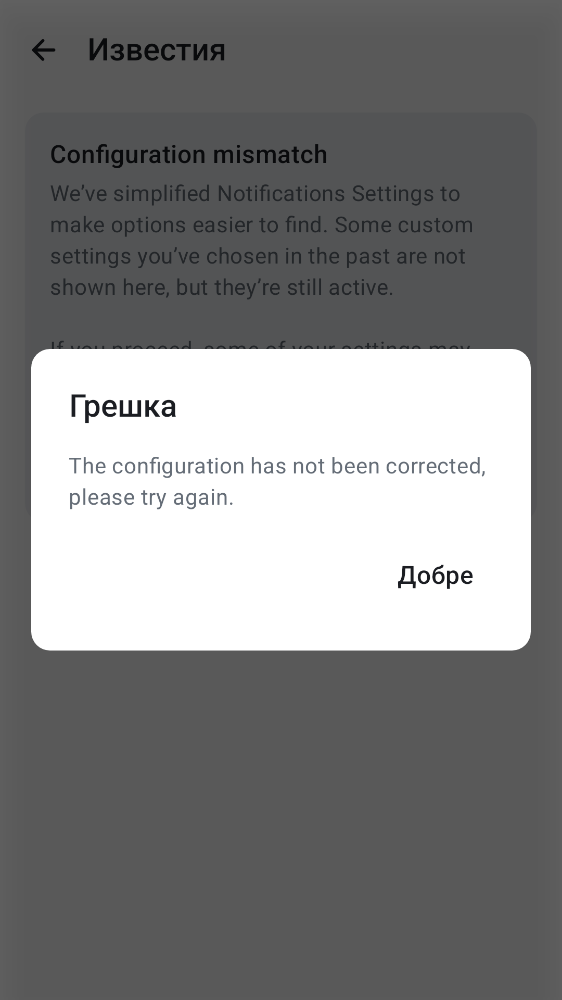 Известия
Configuration mismatch
We’ve simplified Notifications Settings to
make options easier to find. Some custom
settings you’ve chosen in the past are not
shown here, but they’re still active.
If you proceed, some of your settings may
Грешка
The configuration has not been corrected,
please try again.
Добре